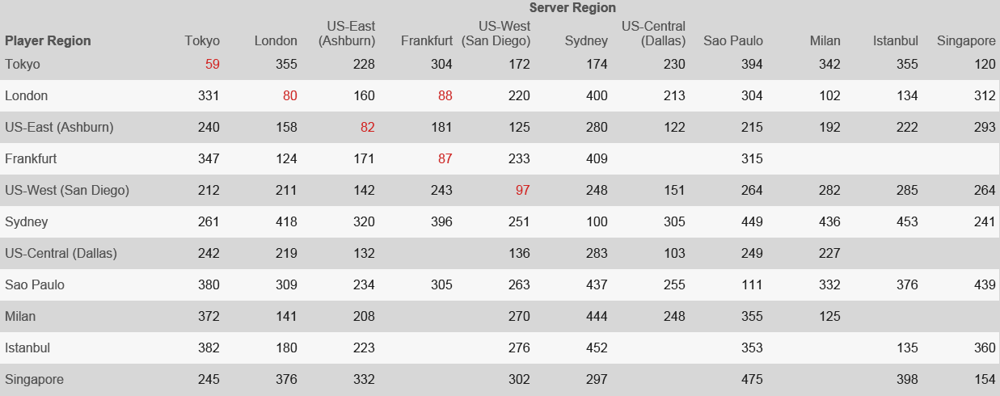 Server Region
Player Region Tokyo London US-East (Ashburn) Frankfurt US-West (San Diego) Sydney US-Central (Dallas) Sao Paulo Milan Istanbul Singapore
Tokyo 59 355 228 304 172 174 230 394 342 355 120
London 331 80 160 88 220 400 213 304 102 134 312
US-East (Ashburn) 240 158 82 181 125 280 122 215 192 222 293
Frankfurt 347 124 171 87 233 409 315
US-West (San Diego) 212 211 142 243 97 248 151 264 282 285 264
Sydney 261 418 320 396 251 100 305 449 436 453 241
US-Central (Dallas) 242 219 132 136 283 103 249 227
Sao Paulo 380 309 234 305 263 437 255 111 332 376 439
Milan 372 141 208 270 444 248 355 125
Istanbul 382 180 223 276 452 353 135 360
Singapore 245 376 332 302 297 475 398 154